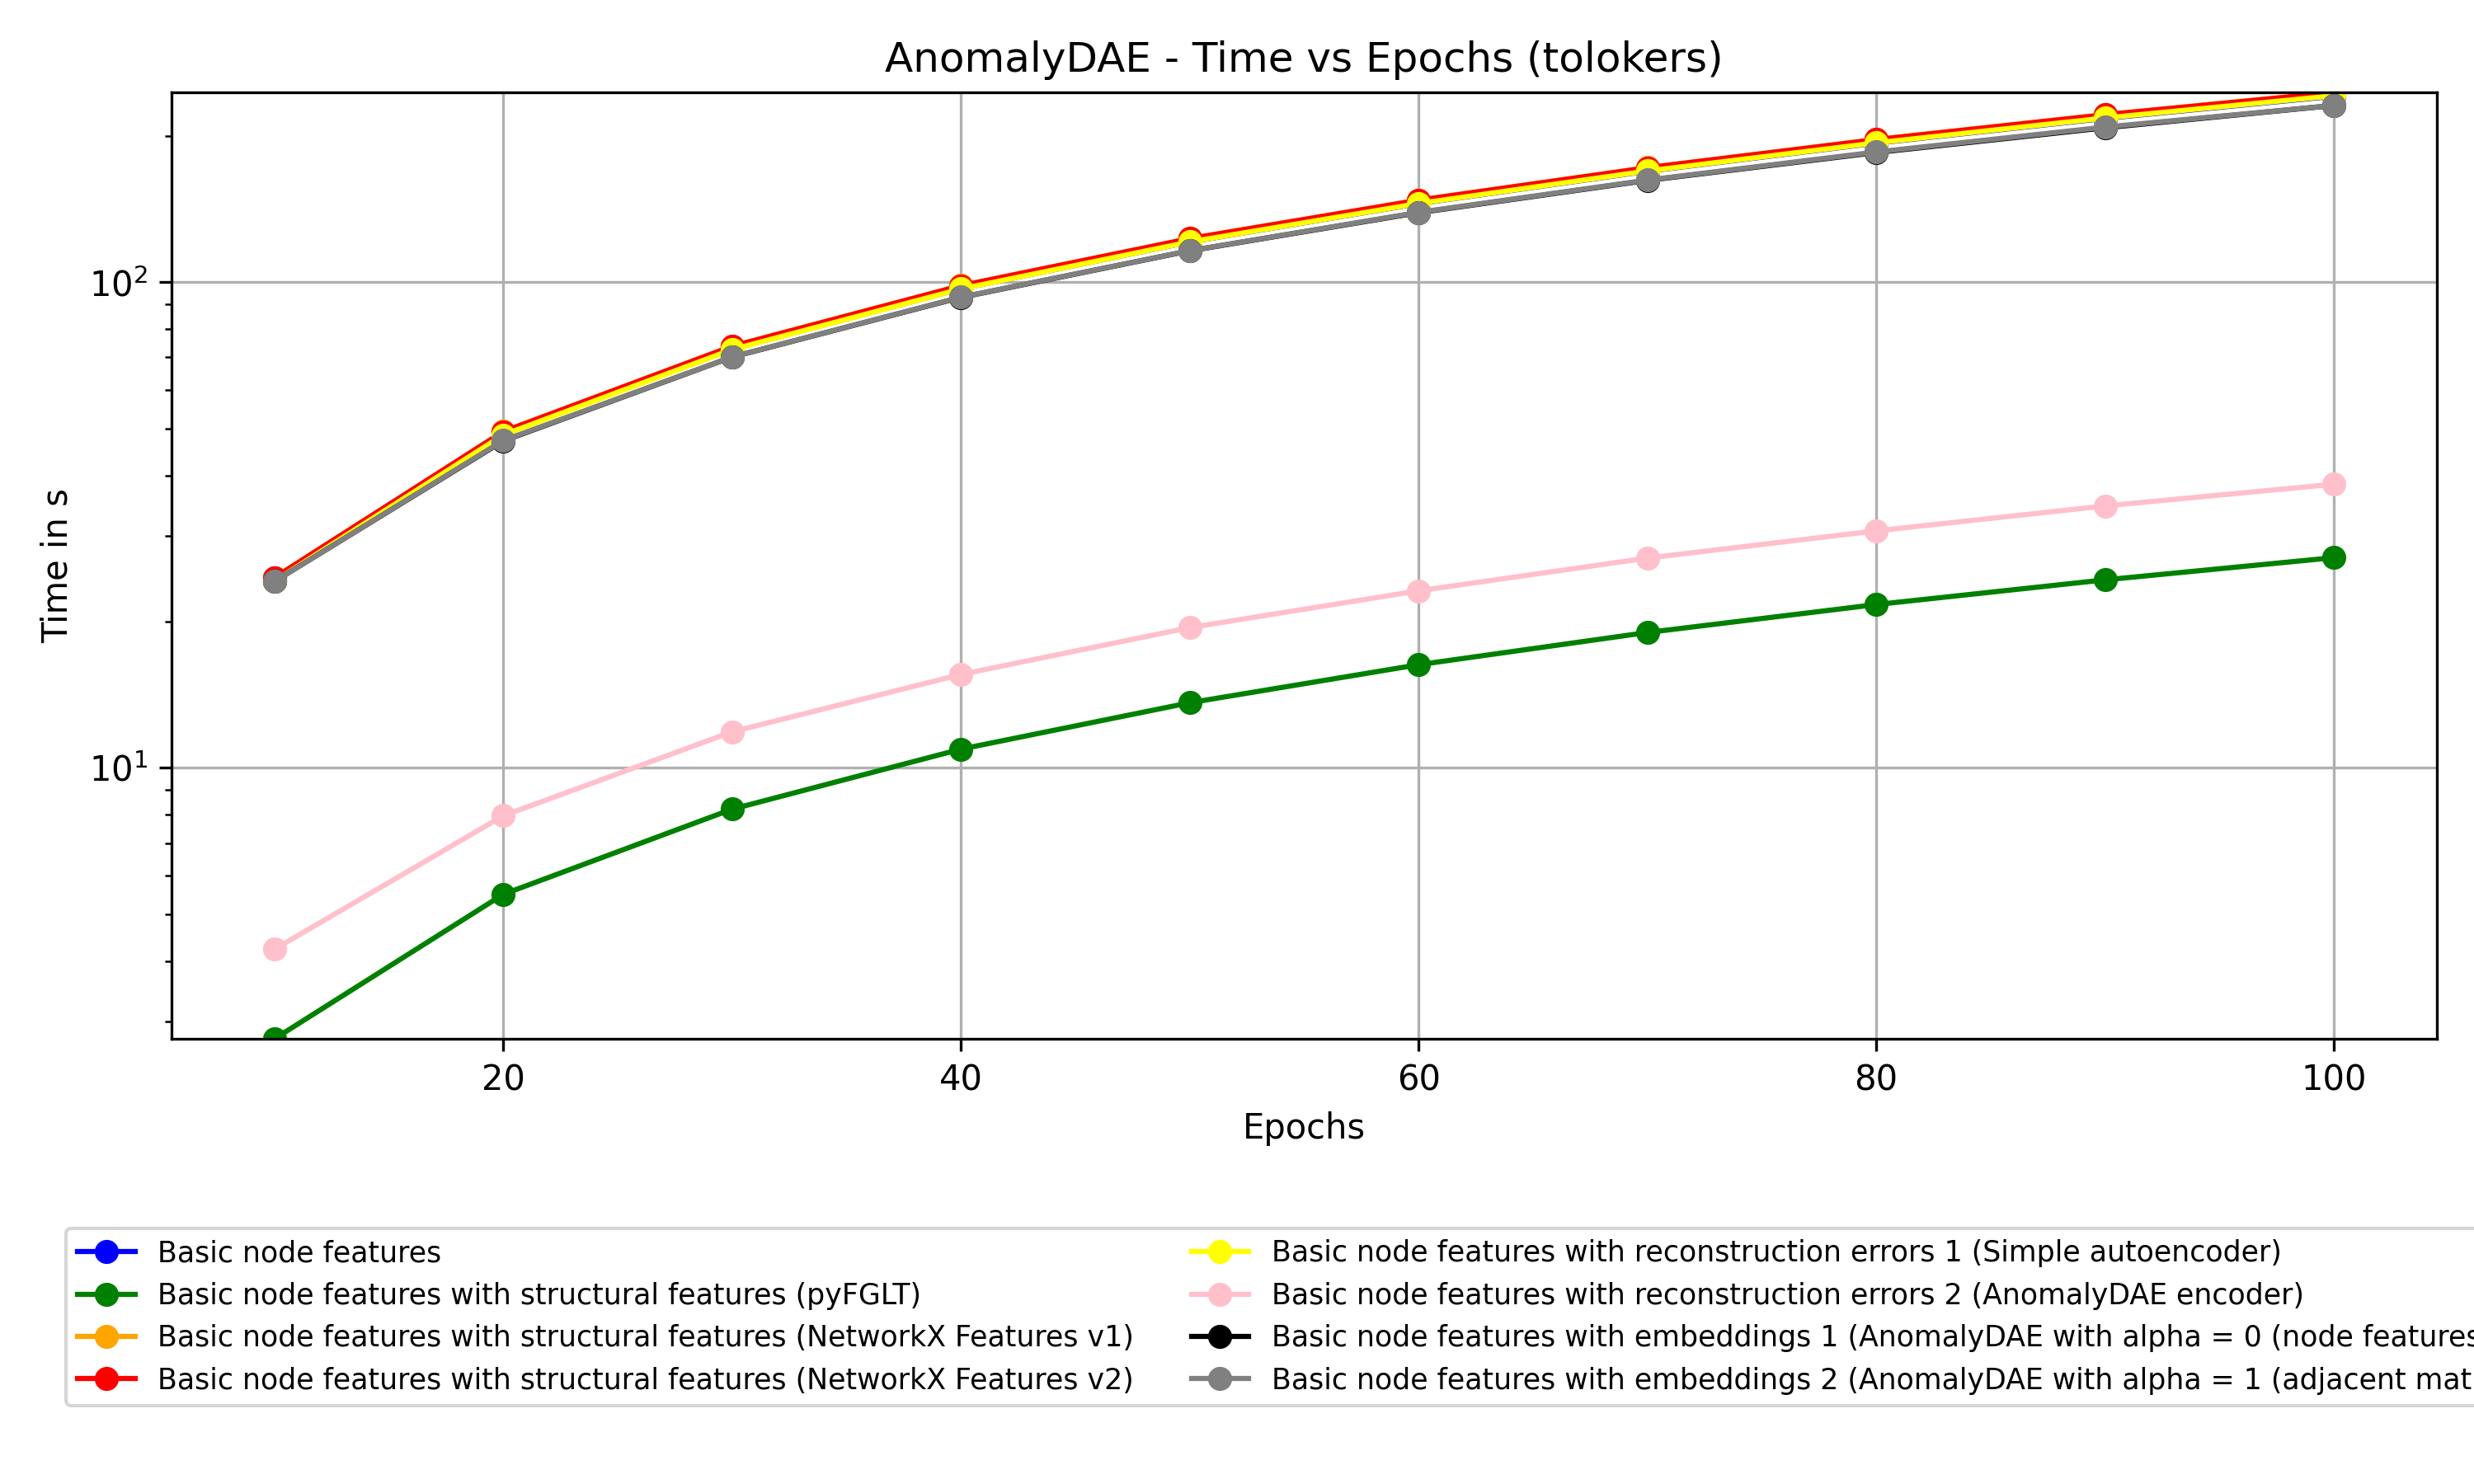 AnomalyDAE - Time vs Epochs (tolokers)
Time in s
10²
10¹
20 40 60 80 100
Epochs
Basic node features
Basic node features with structural features (pyFGLT)
Basic node features with structural features (NetworkX Features v1)
Basic node features with structural features (NetworkX Features v2)
Basic node features with reconstruction errors 1 (Simple autoencoder)
Basic node features with reconstruction errors 2 (AnomalyDAE encoder)
Basic node features with embeddings 1 (AnomalyDAE with alpha = 0 (node features
Basic node features with embeddings 2 (AnomalyDAE with alpha = 1 (adjacent mat